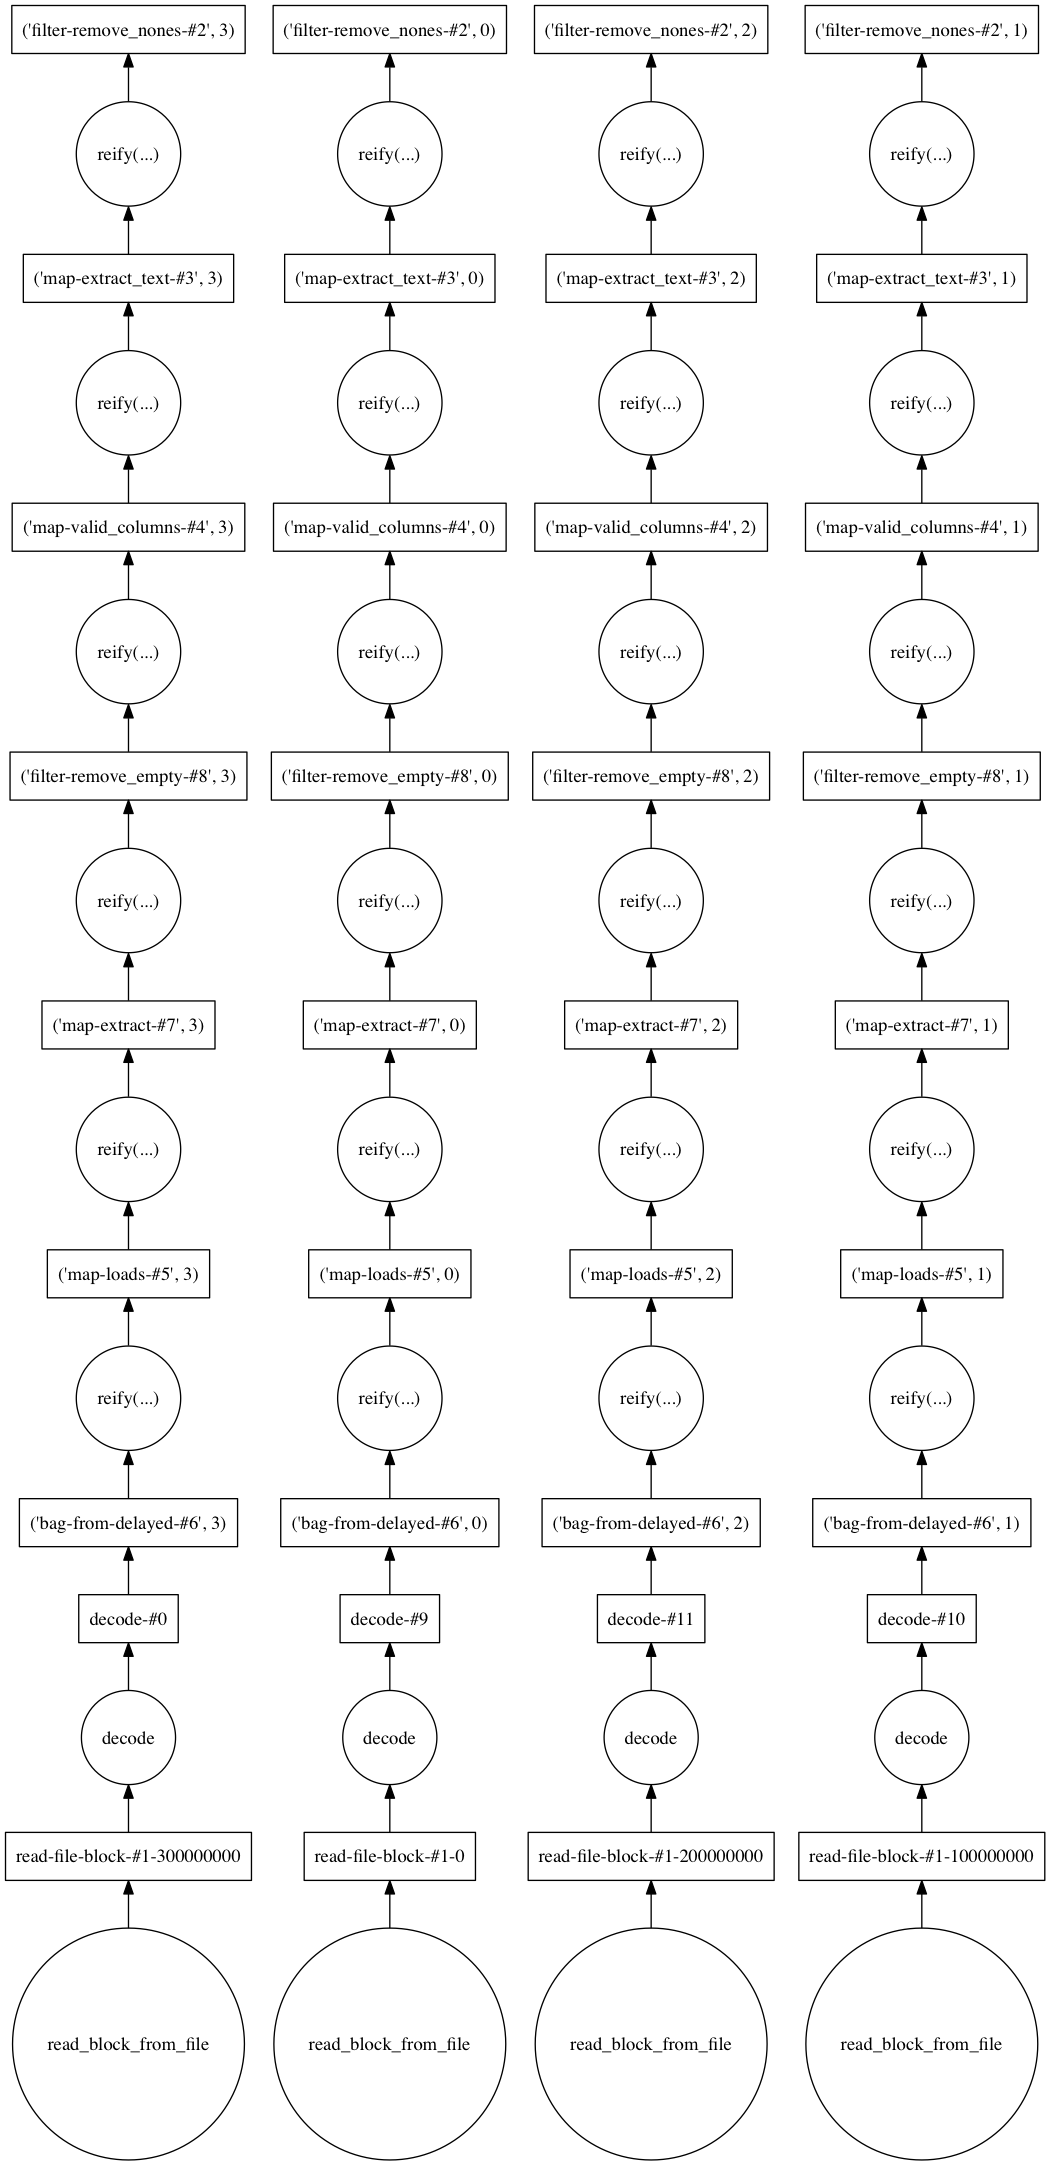 ('filter-remove_nones-#2', 3)
('filter-remove_nones-#2', 0)
('filter-remove_nones-#2', 2)
('filter-remove_nones-#2', 1)
reify(...)
reify(...)
reify(...)
reify(...)
('map-extract_text-#3', 3)
('map-extract_text-#3', 0)
('map-extract_text-#3', 2)
('map-extract_text-#3', 1)
reify(...)
reify(...)
reify(...)
reify(...)
('map-valid_columns-#4', 3)
('map-valid_columns-#4', 0)
('map-valid_columns-#4', 2)
('map-valid_columns-#4', 1)
reify(...)
reify(...)
reify(...)
reify(...)
('filter-remove_empty-#8', 3)
('filter-remove_empty-#8', 0)
('filter-remove_empty-#8', 2)
('filter-remove_empty-#8', 1)
reify(...)
reify(...)
reify(...)
reify(...)
('map-extract-#7', 3)
('map-extract-#7', 0)
('map-extract-#7', 2)
('map-extract-#7', 1)
reify(...)
reify(...)
reify(...)
reify(...)
('map-loads-#5', 3)
('map-loads-#5', 0)
('map-loads-#5', 2)
('map-loads-#5', 1)
reify(...)
reify(...)
reify(...)
reify(...)
('bag-from-delayed-#6', 3)
('bag-from-delayed-#6', 0)
('bag-from-delayed-#6', 2)
('bag-from-delayed-#6', 1)
decode-#0
decode-#9
decode-#11
decode-#10
decode
decode
decode
decode
read-file-block-#1-300000000
read-file-block-#1-0
read-file-block-#1-200000000
read-file-block-#1-100000000
read_block_from_file
read_block_from_file
read_block_from_file
read_block_from_file